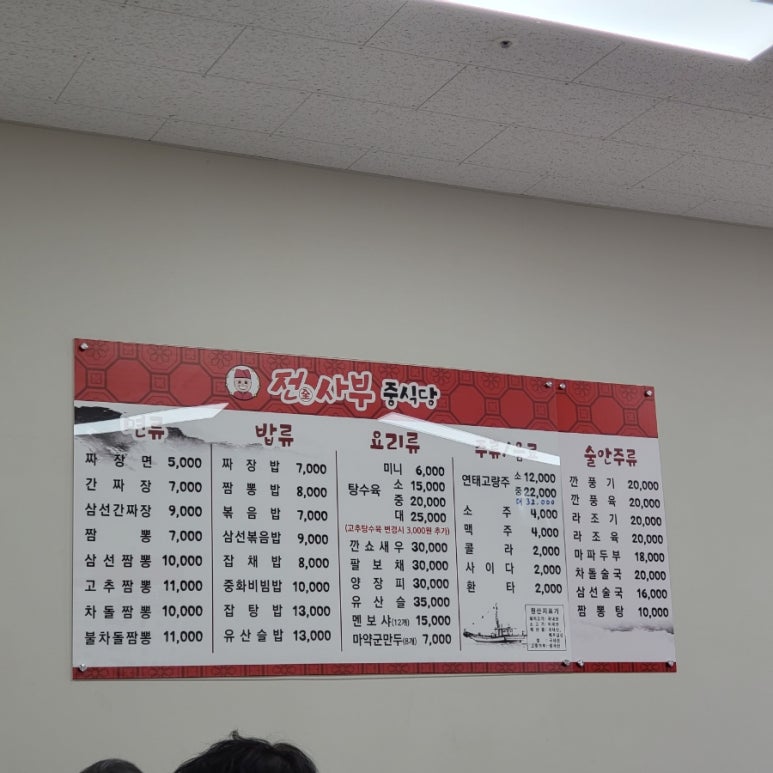 전사부 중식당
면류
짜장면 5,000
간짜장 7,000
삼선간짜장 9,000
짬뽕 7,000
삼선짬뽕 10,000
고추짬뽕 11,000
차돌짬뽕 10,000
불차돌짬뽕 11,000
밥류
짜장밥 7,000
짬뽕밥 8,000
볶음밥 7,000
삼선볶음밥 9,000
잡채밥 8,000
중화비빔밥 10,000
잡탕밥 13,000
유산슬밥 13,000
요리류
미니 6,000
탕수육 소 15,000
중 20,000
대 25,000
(고추탕수육 변경시 3,000원 추가)
깐쇼새우 30,000
팔보채 30,000
양장피 30,000
유산슬 35,000
멘보샤(12개) 15,000
마약군만두(8개) 7,000
주류/음료
연태고량주 소 12,000
중 22,000
대 33,000
소주 4,000
맥주 4,000
콜라 2,000
사이다 2,000
환타 2,000
원산지표기
술안주류
깐풍기 20,000
깐풍육 20,000
라조기 20,000
라조육 20,000
마파두부 18,000
차돌술국 20,000
삼선술국 16,000
짬뽕탕 10,000